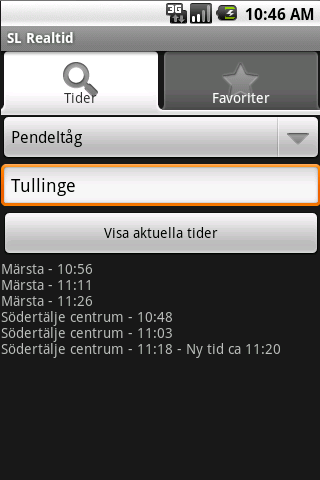 3G 10:46 AM
SL Realtid
Tider Favoriter
Pendeltåg
Tullinge
Visa aktuella tider
Märsta - 10:56
Märsta - 11:11
Märsta - 11:26
Södertälje centrum - 10:48
Södertälje centrum - 11:03
Södertälje centrum - 11:18 - Ny tid ca 11:20